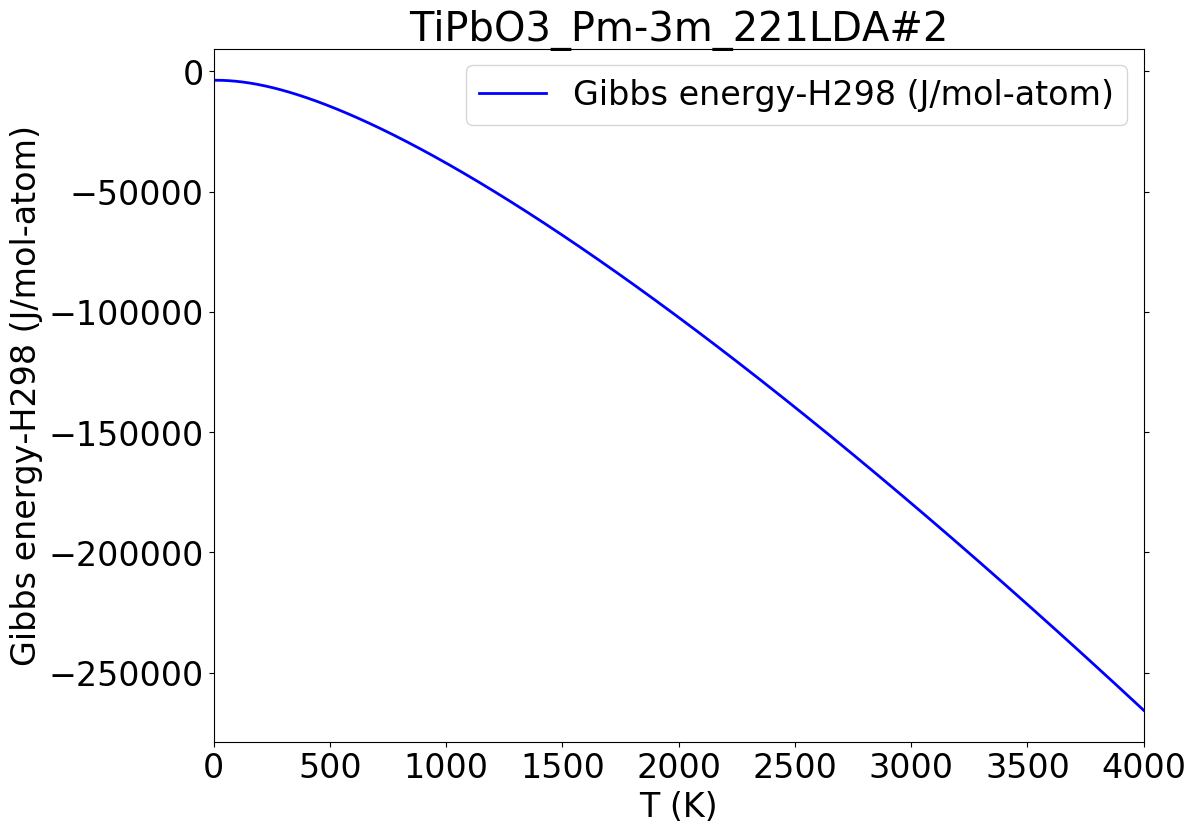 TiPbO3_Pm-3m_221LDA#2
Gibbs energy-H298 (J/mol-atom)
Gibbs energy-H298 (J/mol-atom)
0
−50000
−100000
−150000
−200000
−250000
0 500 1000 1500 2000 2500 3000 3500 4000
T (K)